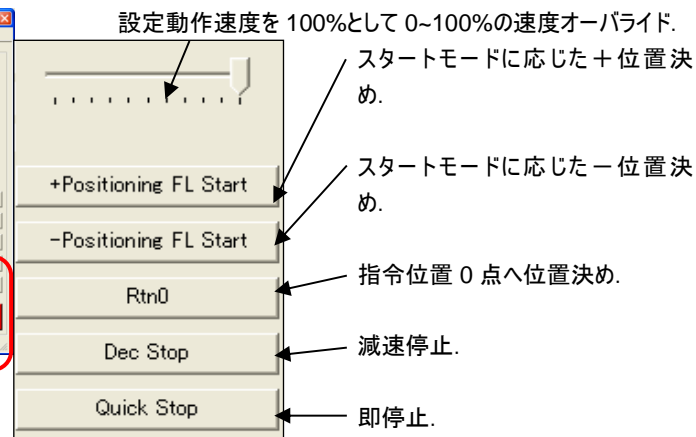 設定動作速度を 100%として 0~100%の速度オーバライド.
スタートモードに応じた＋位置決
め.
+Positioning FL Start
スタートモードに応じた－位置決
め.
-Positioning FL Start
指令位置 0 点へ位置決め.
Rtn0
減速停止.
Dec Stop
即停止.
Quick Stop